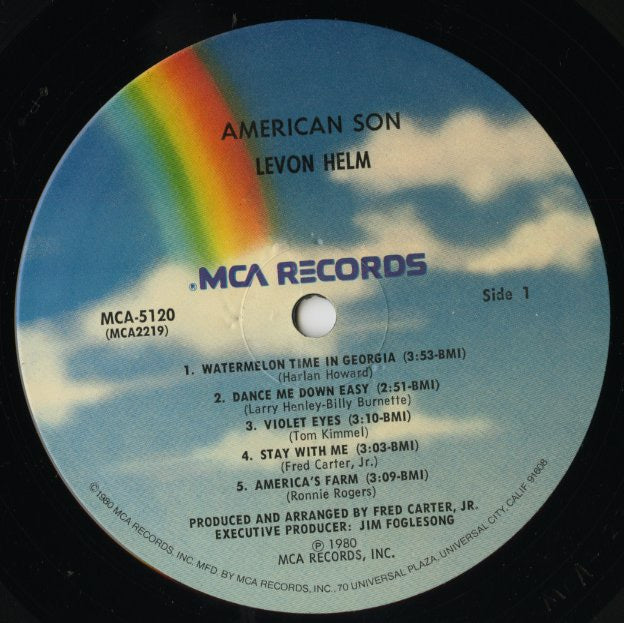 AMERICAN SON
LEVON HELM
®MCA RECORDS
MCA-5120
(MCA2219)
Side 1
1. WATERMELON TIME IN GEORGIA (3:53-BMI)
(Harlan Howard)
2. DANCE ME DOWN EASY (2:51-BMI)
(Larry Henley-Billy Burnette)
3. VIOLET EYES (3:10-BMI)
(Tom Kimmel)
4. STAY WITH ME (3:03-BMI)
(Fred Carter, Jr.)
5. AMERICA'S FARM (3:09-BMI)
(Ronnie Rogers)
PRODUCED AND ARRANGED BY FRED CARTER, JR.
EXECUTIVE PRODUCER: JIM FOGLESONG
℗ 1980
MCA RECORDS, INC.
©1980 MCA RECORDS, INC. MFD. BY MCA RECORDS, INC., 70 UNIVERSAL PLAZA, UNIVERSAL CITY, CALIF. 91608